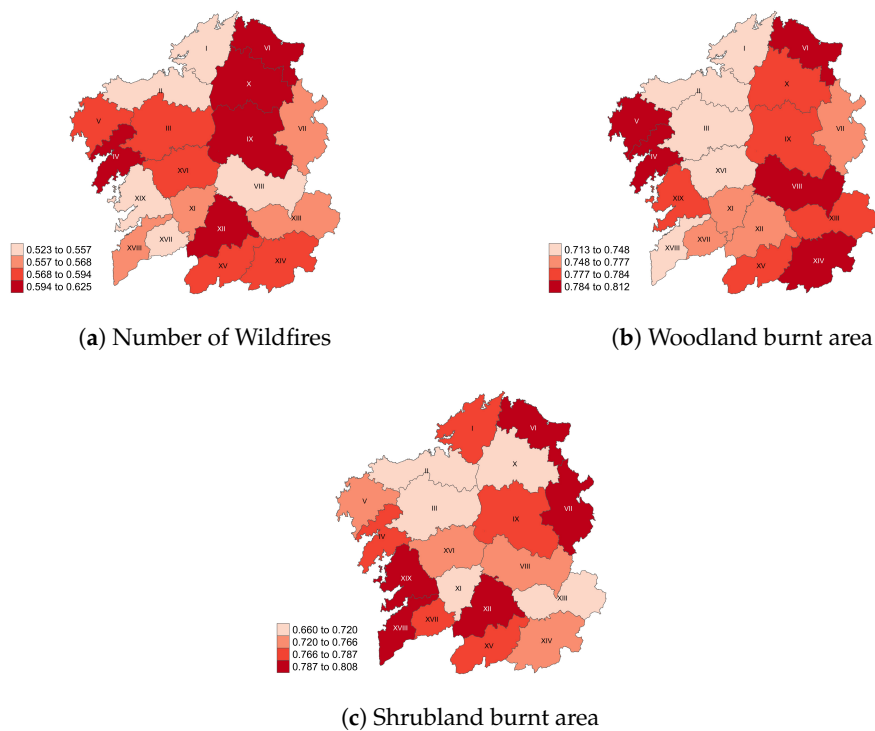 I
VI
X
II
V
III
VII
IX
IV
XVI
VIII
XIX
XI
XII
XIII
XVII
XVIII
XV
XIV
0.523 to 0.557
0.557 to 0.568
0.568 to 0.594
0.594 to 0.625
(a) Number of Wildfires
I
VI
X
II
V
III
VII
IX
IV
XVI
VIII
XIX
XI
XII
XIII
XVII
XVIII
XV
XIV
0.713 to 0.748
0.748 to 0.777
0.777 to 0.784
0.784 to 0.812
(b) Woodland burnt area
I
VI
X
II
V
III
VII
IX
IV
XVI
VIII
XIX
XI
XII
XIII
XVII
XVIII
XV
XIV
0.660 to 0.720
0.720 to 0.766
0.766 to 0.787
0.787 to 0.808
(c) Shrubland burnt area